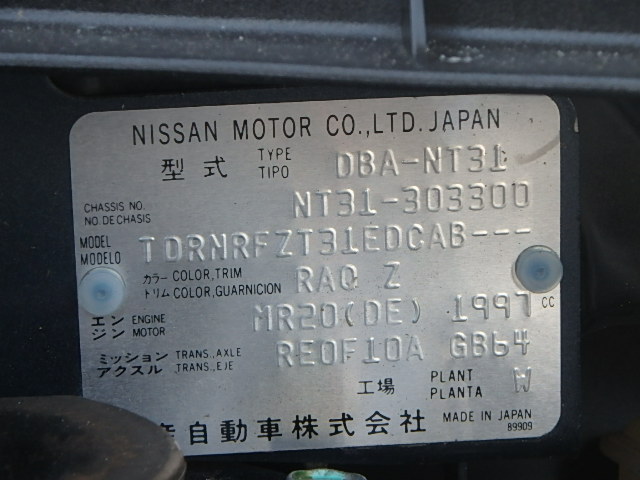 NISSAN MOTOR CO.,LTD. JAPAN
型式 TYPE TIPO DBA-NT31
CHASSIS NO. NO. DE CHASIS NT31-303300
MODEL MODELO TDRNRFZT31EDCAB---
カラー COLOR,TRIM トリム COLOR,GUARNICION RAQ Z
エンジン ENGINE MOTOR MR20(DE) 1997 CC
ミッション アクスル TRANS.,AXLE TRANS.,EJE RE0F10A GB64
工場 PLANT PLANTA W
産自動車株式会社 MADE IN JAPAN
89909